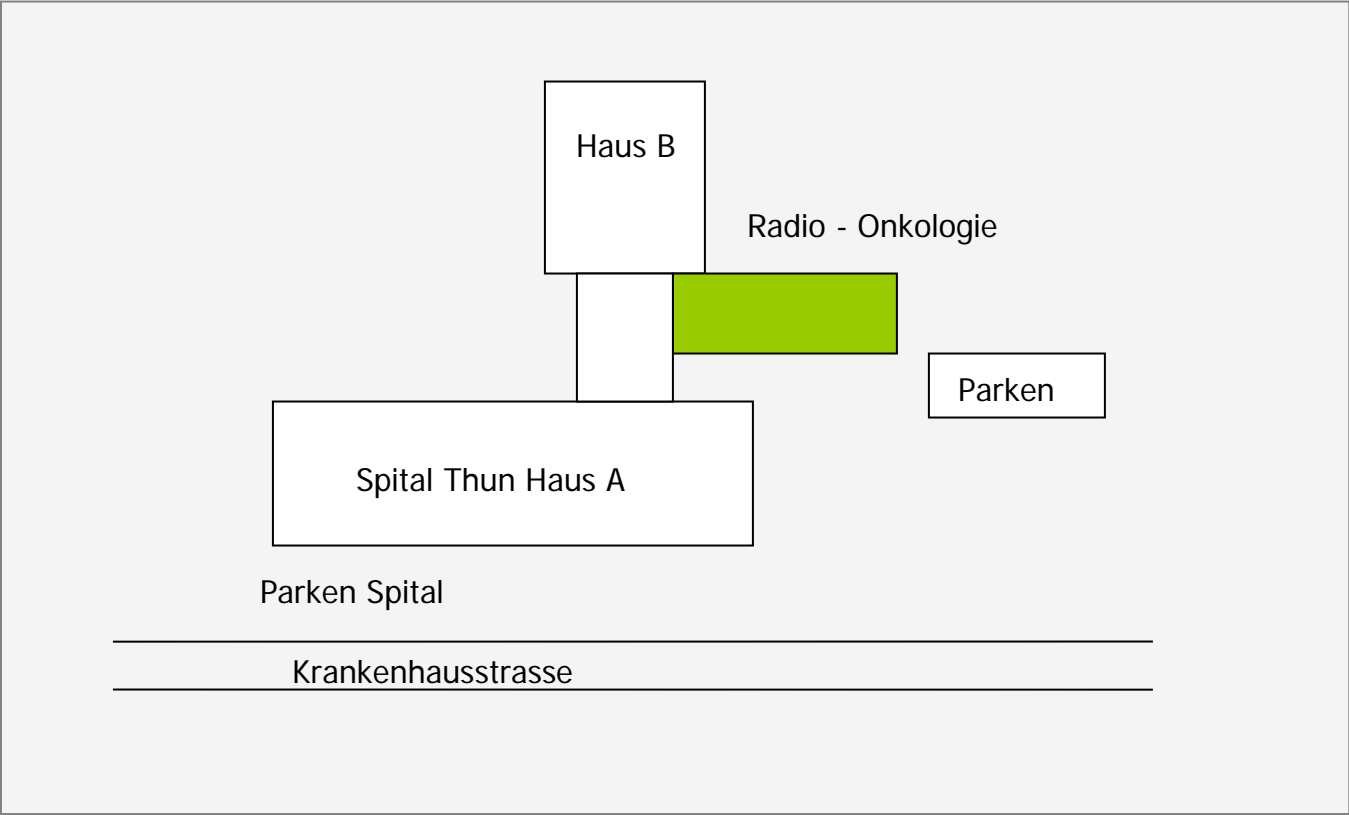 Haus B
Radio - Onkologie
Parken
Spital Thun Haus A
Parken Spital
Krankenhausstrasse